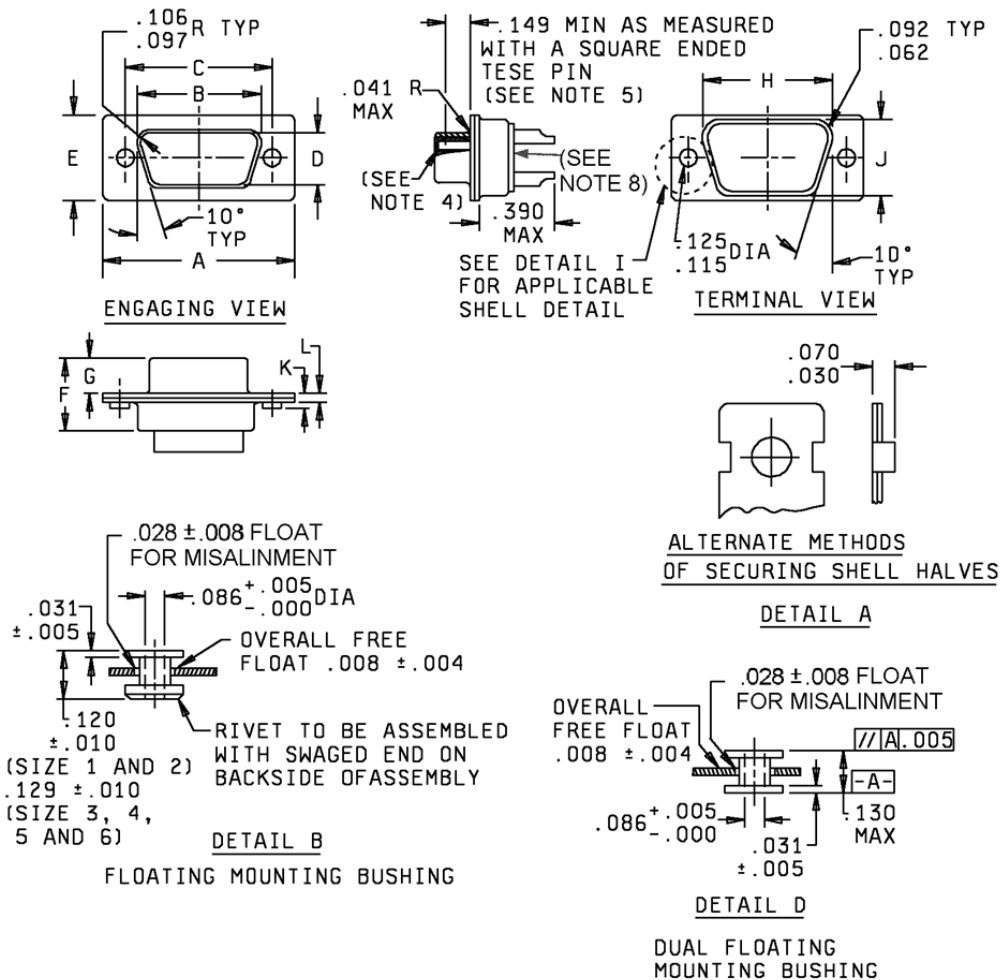 .106
.097 R TYP
C
B
E
D
10°
TYP
A
ENGAGING VIEW
.149 MIN AS MEASURED
WITH A SQUARE ENDED
TESE PIN
(SEE NOTE 5)
.041 R
MAX
(SEE
NOTE 4)
(SEE
NOTE 8)
.390
MAX
SEE DETAIL I
FOR APPLICABLE
SHELL DETAIL
.092 TYP
.062
H
J
.125
.115 DIA
10°
TYP
TERMINAL VIEW
L
K
G
F
.070
.030
ALTERNATE METHODS
OF SECURING SHELL HALVES
DETAIL A
.028 ±.008 FLOAT
FOR MISALINMENT
.086 +.005 DIA
-.000
.031
±.005
OVERALL FREE
FLOAT .008 ±.004
.120
±.010
(SIZE 1 AND 2)
.129 ±.010
(SIZE 3, 4,
5 AND 6)
RIVET TO BE ASSEMBLED
WITH SWAGED END ON
BACKSIDE OFASSEMBLY
DETAIL B
FLOATING MOUNTING BUSHING
.028 ±.008 FLOAT
FOR MISALINMENT
OVERALL
FREE FLOAT
.008 ±.004
// A .005
-A-
.130
MAX
.086 +.005
-.000
.031
±.005
DETAIL D
DUAL FLOATING
MOUNTING BUSHING